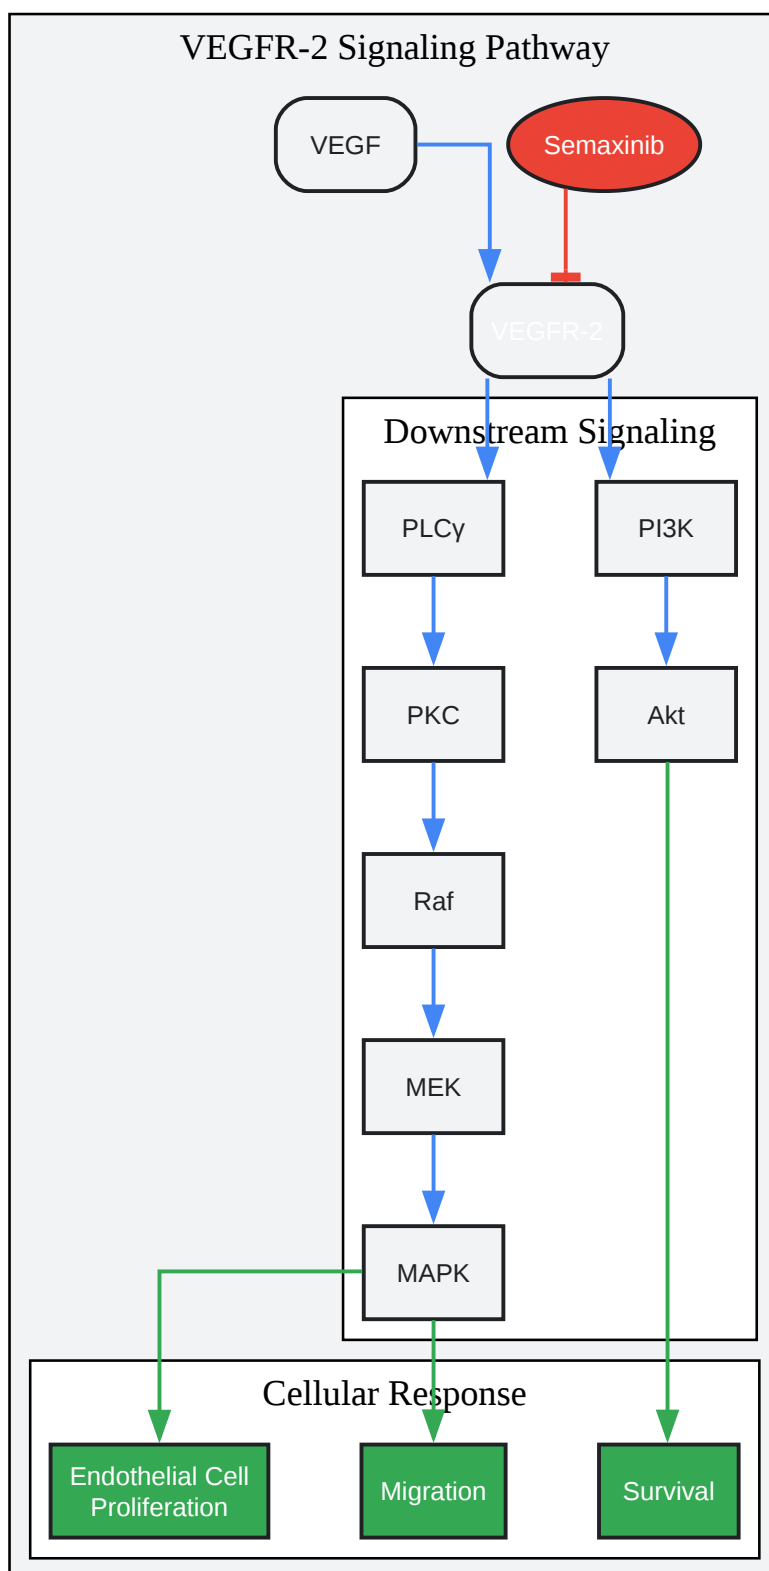 VEGFR-2 Signaling Pathway
VEGF
Semaxinib
VEGFR-2
Downstream Signaling
PLCγ
PI3K
PKC
Akt
Raf
MEK
MAPK
Cellular Response
Endothelial Cell
Proliferation
Migration
Survival